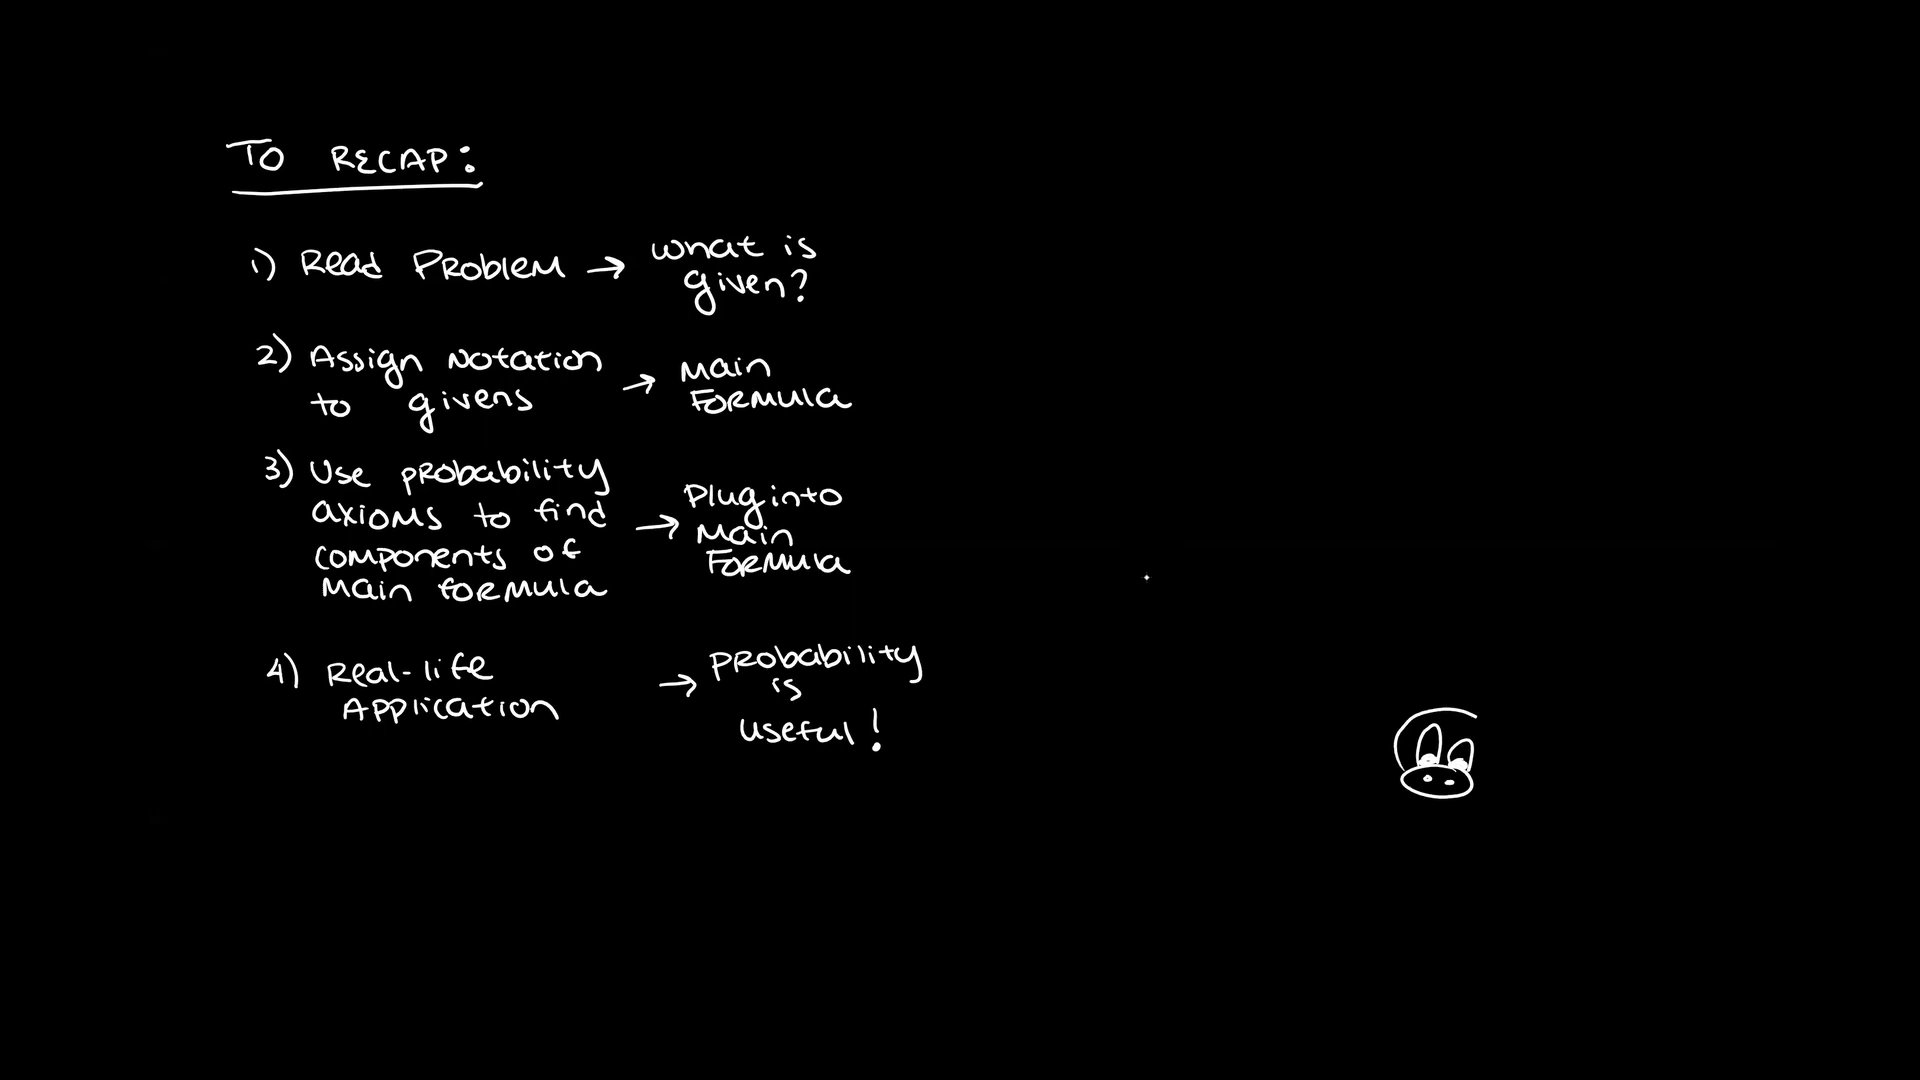 TO RECAP:
1) Read Problem → what is
given?
2) Assign Notation
to givens
→ Main
Formula
3) Use probability
axioms to find
components of
main formula
→ Plug into
Main
Formula
4) Real-life
Application
→ Probability
is
useful!